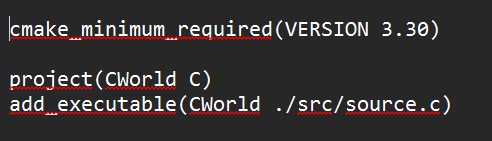 cmake_minimum_required(VERSION 3.30)
project(CWorld C)
add_executable(CWorld ./src/source.c)